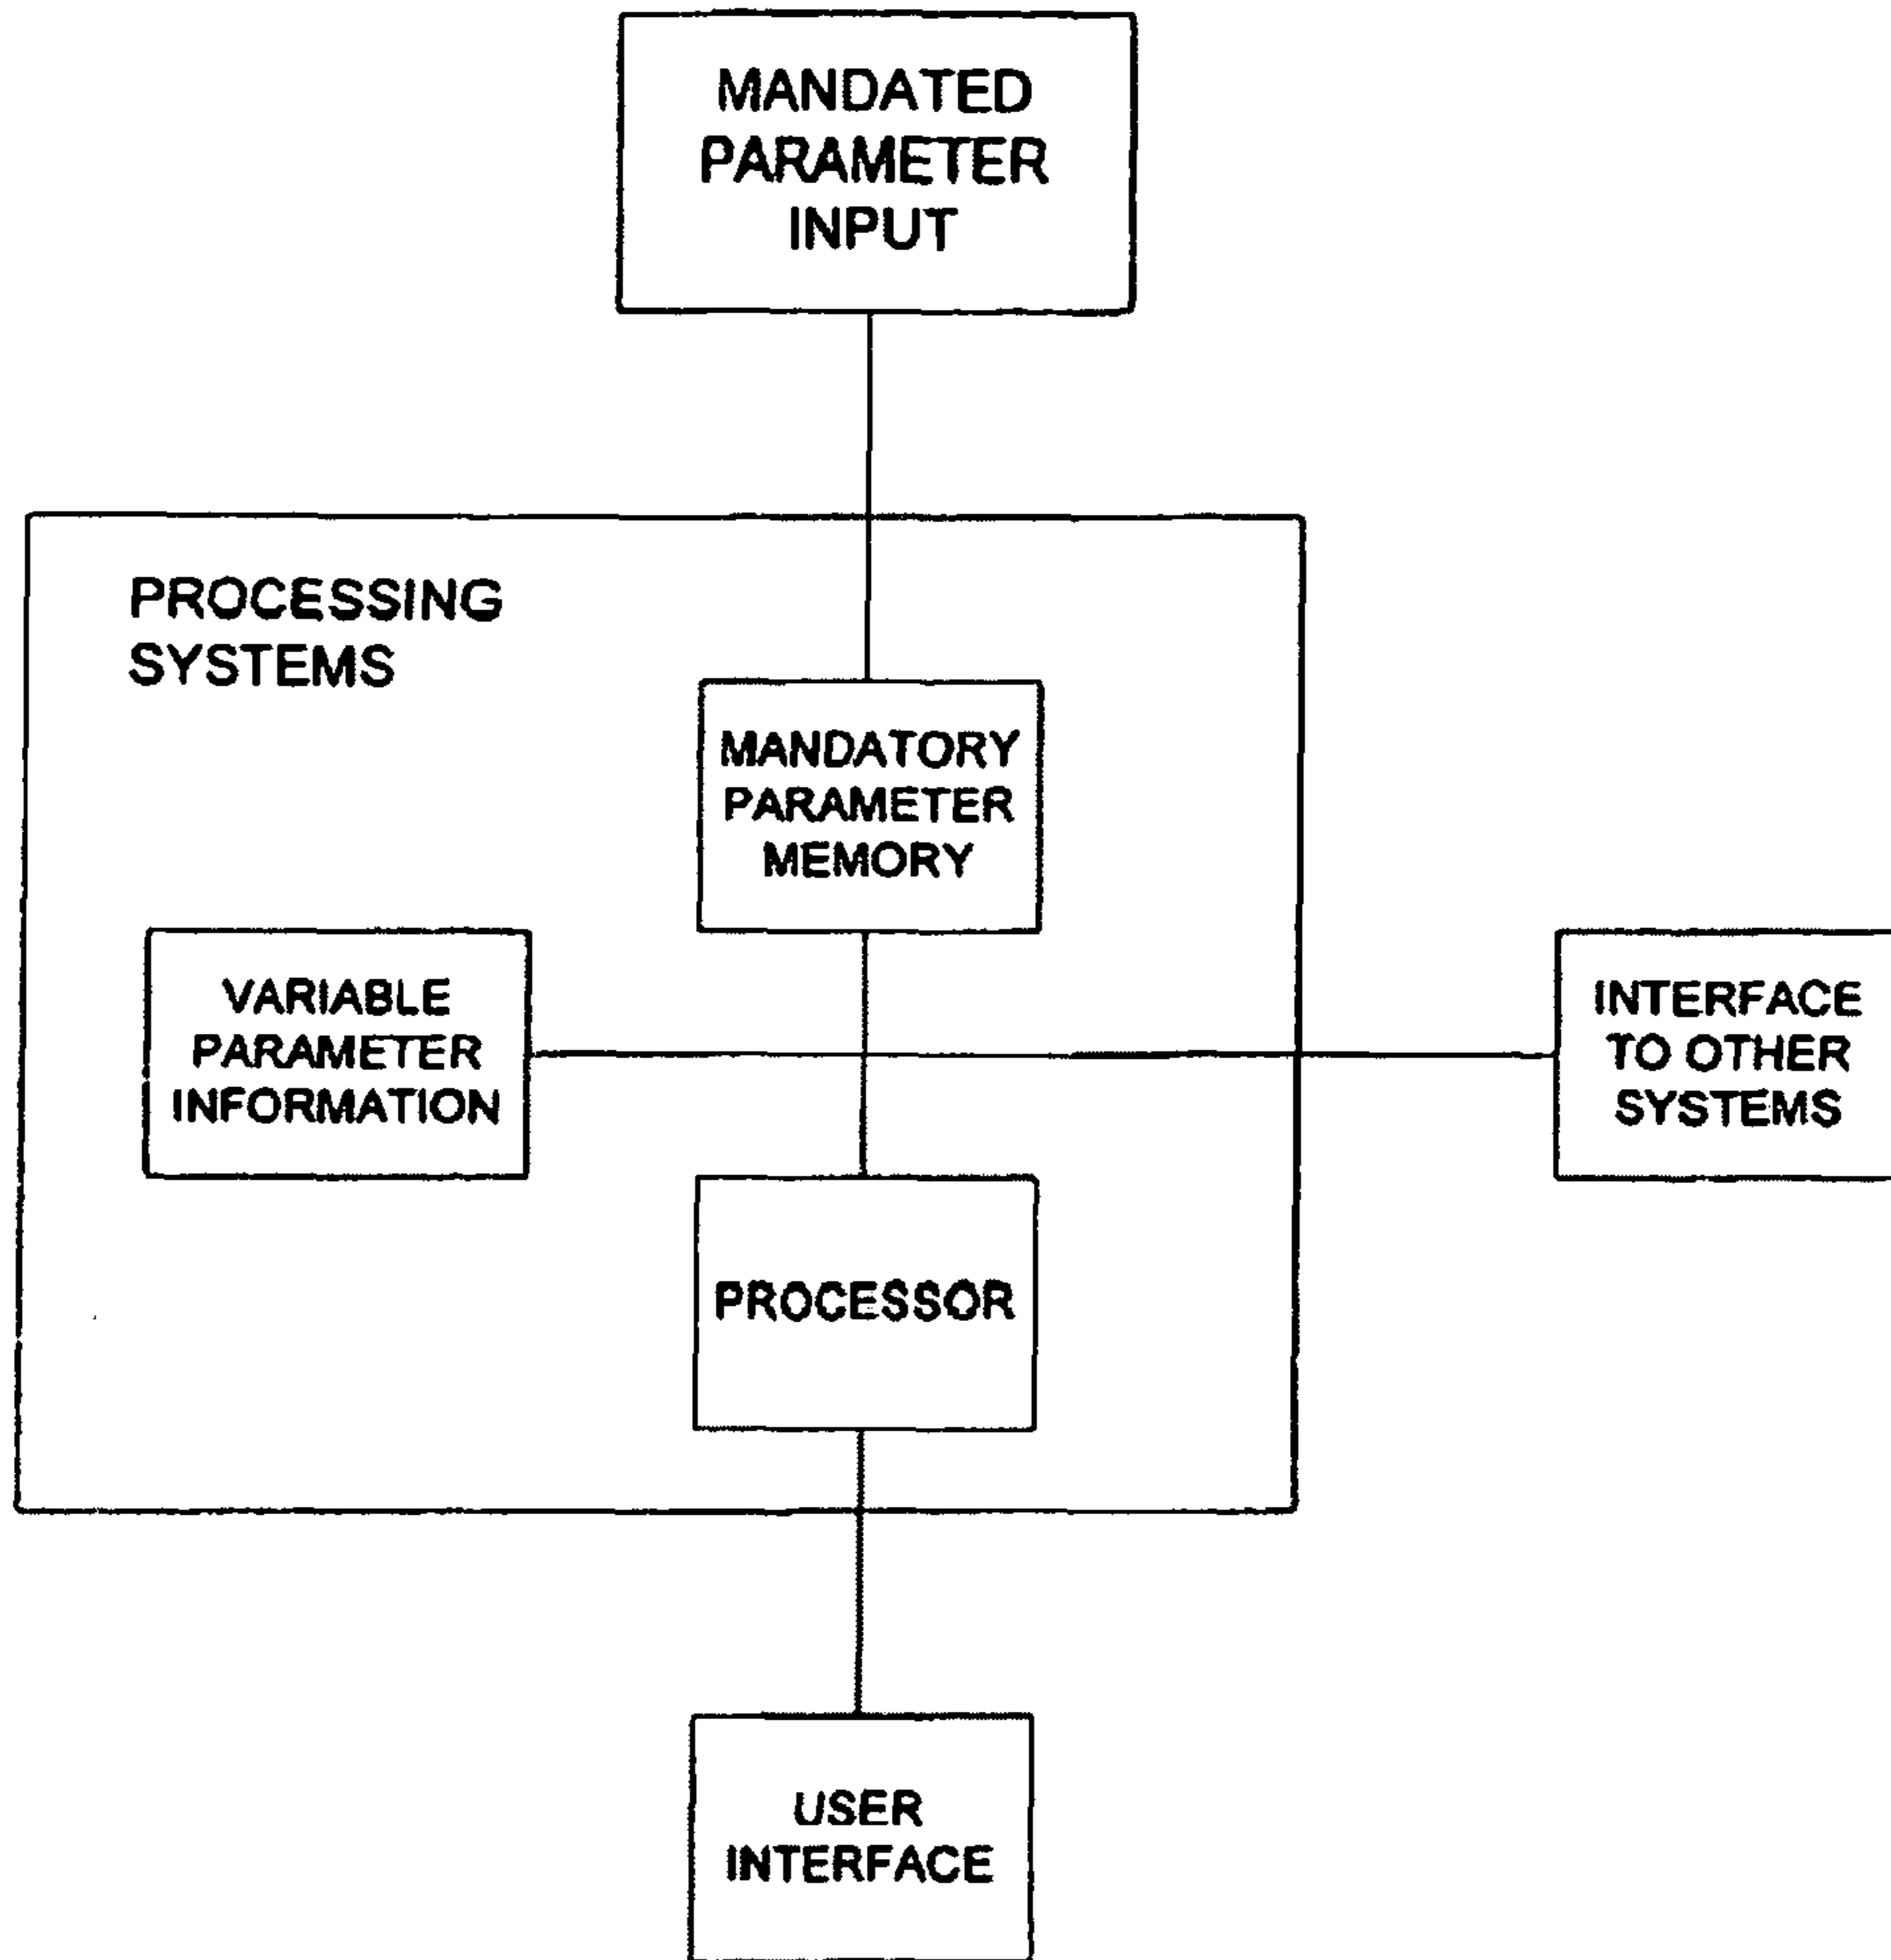 MANDATED
PARAMETER
INPUT
PROCESSING
SYSTEMS
MANDATORY
PARAMETER
MEMORY
VARIABLE
PARAMETER
INFORMATION
INTERFACE
TO OTHER
SYSTEMS
PROCESSOR
USER
INTERFACE